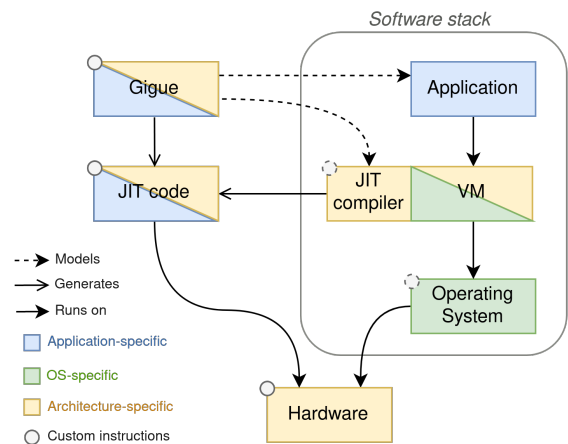 Software stack
Gigue
Application
JIT code
JIT
compiler
VM
Models
Generates
Runs on
Operating
System
Application-specific
OS-specific
Architecture-specific
Hardware
Custom instructions